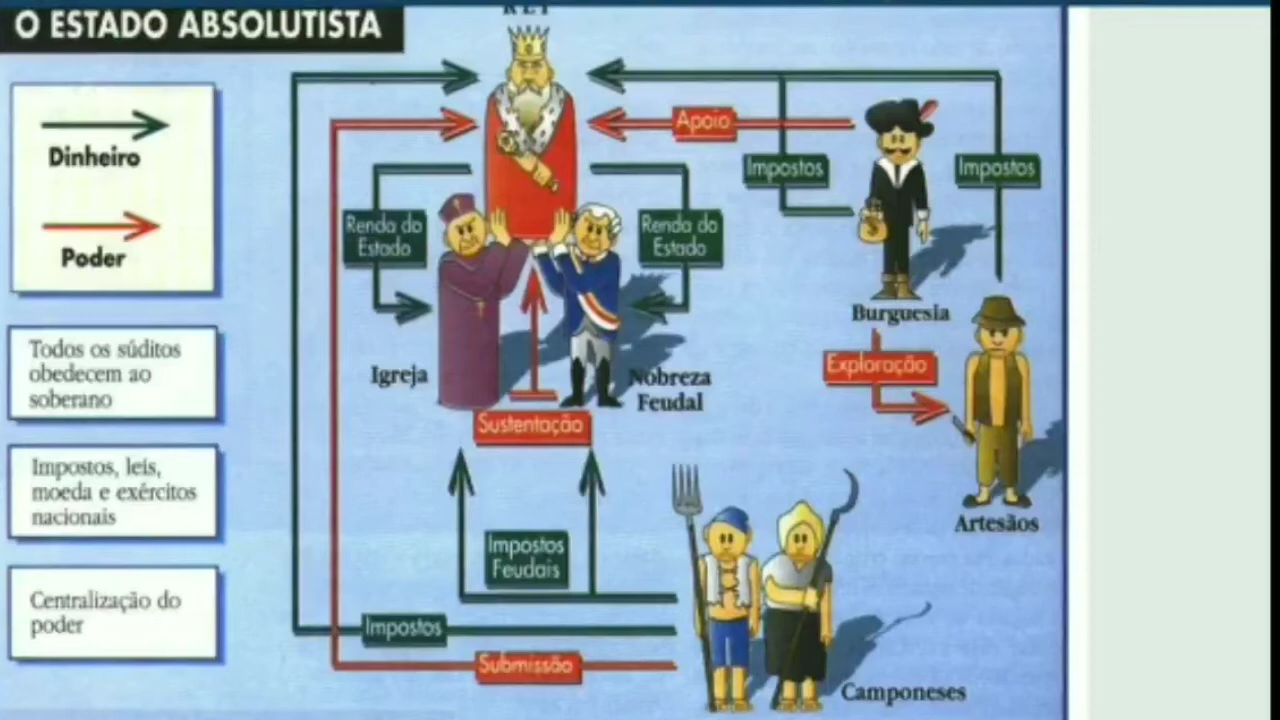 O ESTADO ABSOLUTISTA
REI
Dinheiro
Poder
Todos os súditos
obedecem ao
soberano
Impostos, leis,
moeda e exércitos
nacionais
Centralização do
poder
Apoio
Impostos
Impostos
Renda do
Estado
Renda do
Estado
Burguesia
Igreja
Nobreza
Feudal
Exploração
Sustentação
Artesãos
Impostos
Feudais
Impostos
Submissão
Camponeses